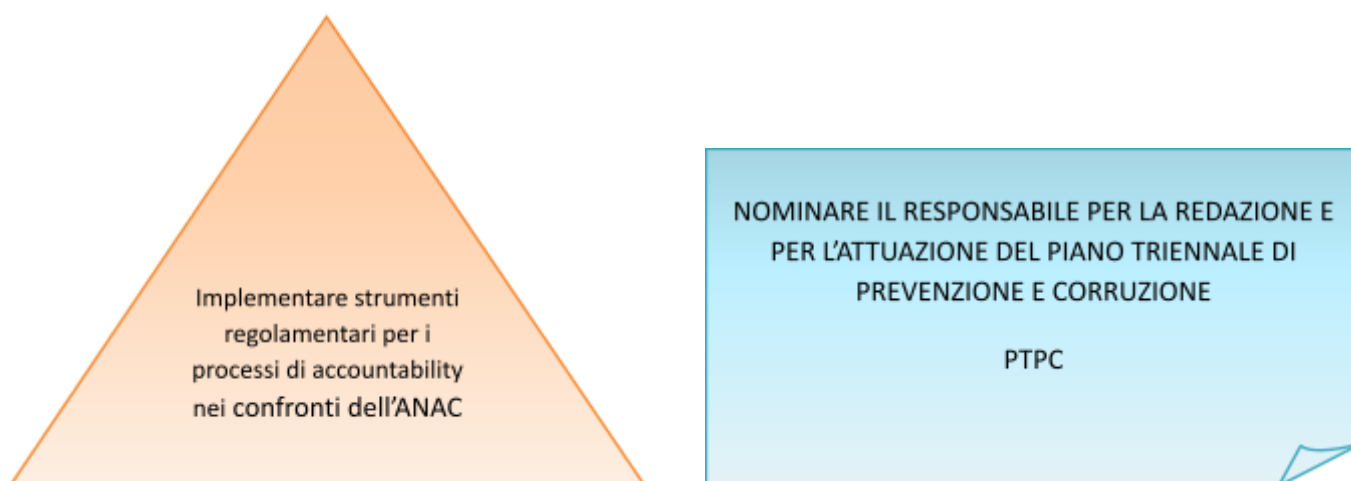 Implementare strumenti
regolamentari per i
processi di accountability
nei confronti dell’ANAC
NOMINARE IL RESPONSABILE PER LA REDAZIONE E
PER L’ATTUAZIONE DEL PIANO TRIENNALE DI
PREVENZIONE E CORRUZIONE
PTPC